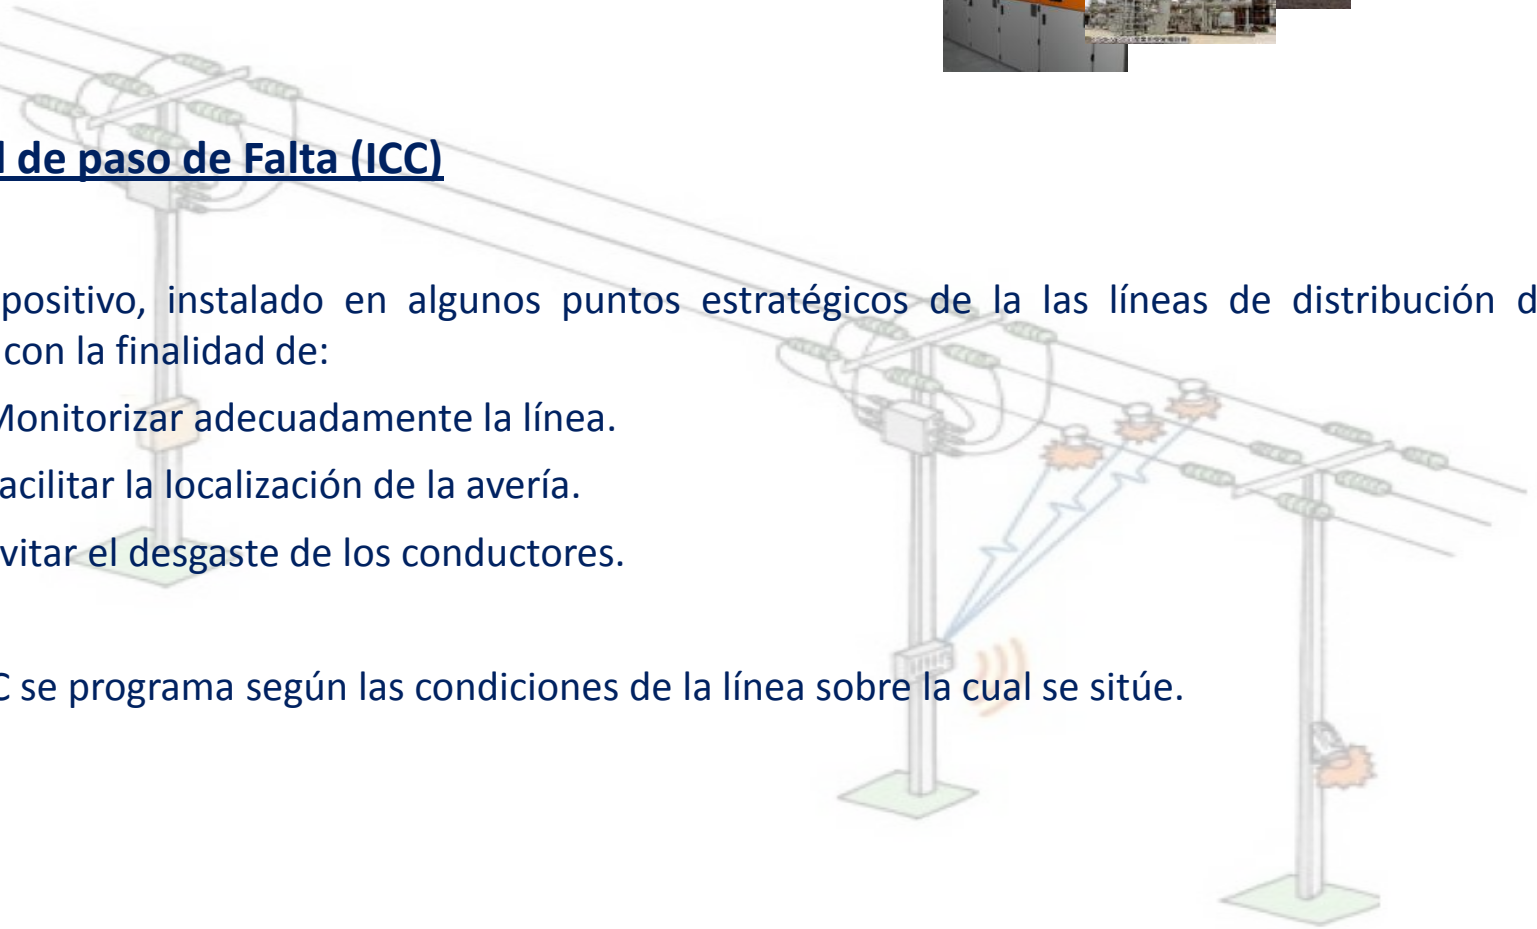 l de paso de Falta (ICC)
positivo, instalado en algunos puntos estratégicos de la las líneas de distribución d
con la finalidad de:
Monitorizar adecuadamente la línea.
acilitar la localización de la avería.
vitar el desgaste de los conductores.
C se programa según las condiciones de la línea sobre la cual se sitúe.